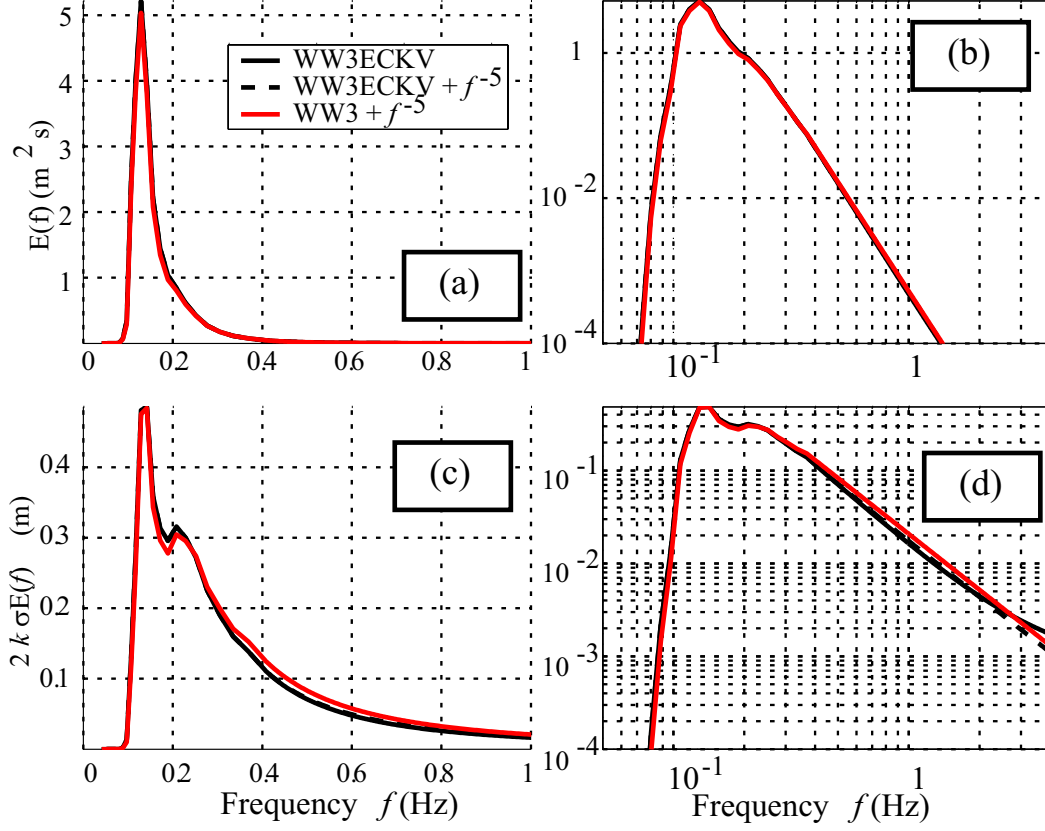 5
4
3
2
1
E(f) (m² s)
WW3ECKV
WW3ECKV + f⁻⁵
WW3 + f⁻⁵
(a)
0 0.2 0.4 0.6 0.8 1
1
10⁻²
10⁻⁴
(b)
10⁻¹ 1
0.4
0.3
0.2
0.1
2 k σE(f) (m)
(c)
0 0.2 0.4 0.6 0.8 1
Frequency f (Hz)
10⁻¹
10⁻²
10⁻³
10⁻⁴
(d)
10⁻¹ 1
Frequency f (Hz)